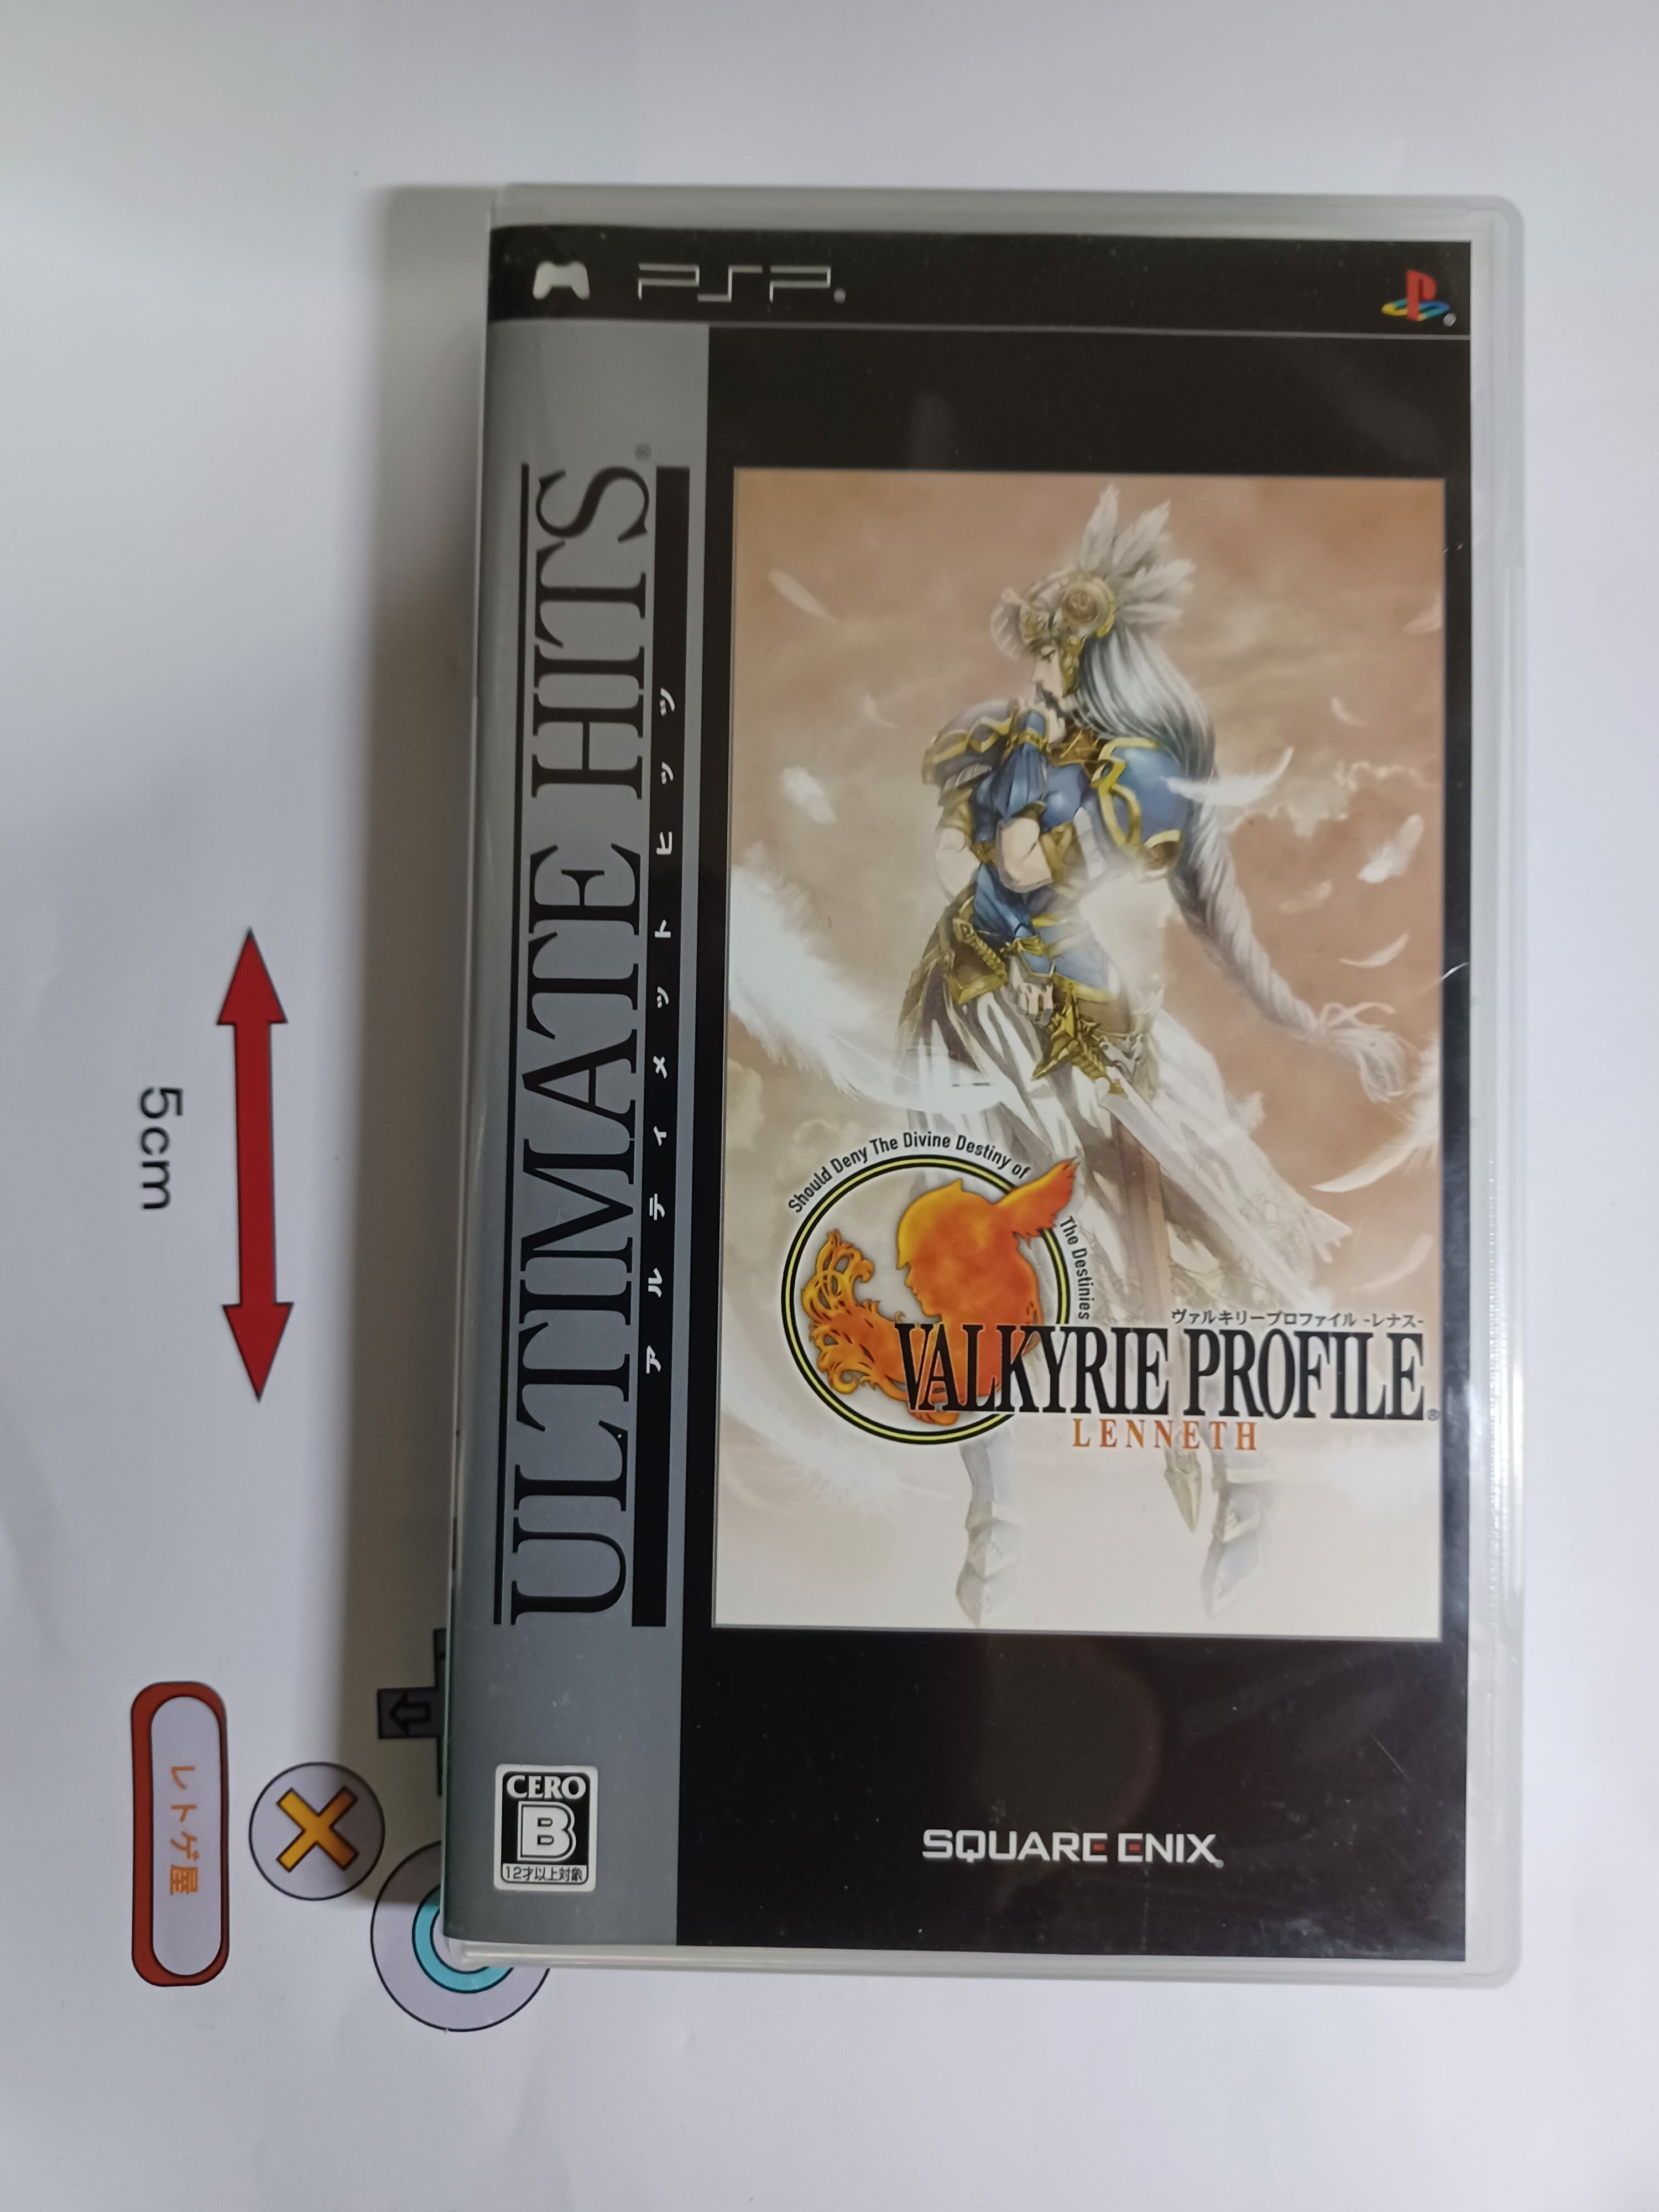 PSP®
ULTIMATE HITS®
アルティメットヒッツ
Should Deny The Divine Destiny of The Destinies
ヴァルキリープロファイル -レナス-
VALKYRIE PROFILE®
LENNETH
CERO
B
12才以上対象
SQUARE ENIX®
5cm
レトゲ屋